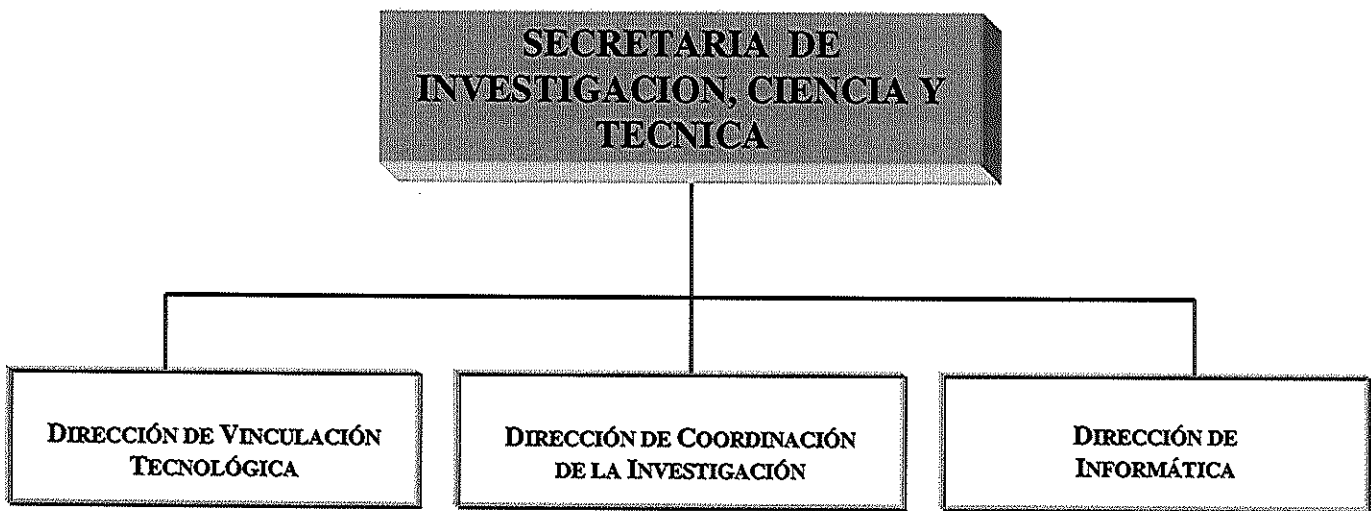 SECRETARIA DE
INVESTIGACION, CIENCIA Y
TECNICA
DIRECCIÓN DE VINCULACIÓN
TECNOLÓGICA
DIRECCIÓN DE COORDINACIÓN
DE LA INVESTIGACIÓN
DIRECCIÓN DE
INFORMÁTICA